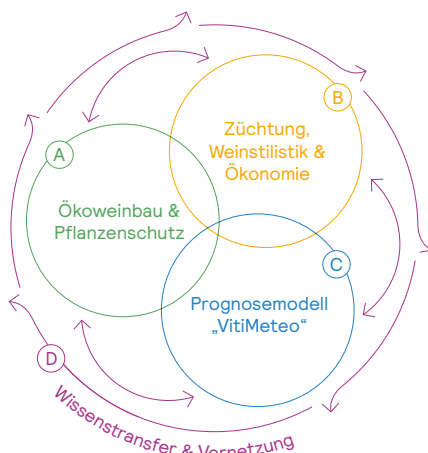 B
Züchtung,
Weinstilistik &
Ökonomie
A
Ökoweinbau &
Pflanzenschutz
C
Prognosemodell
„VitiMeteo“
D
Wissenstransfer & Vernetzung